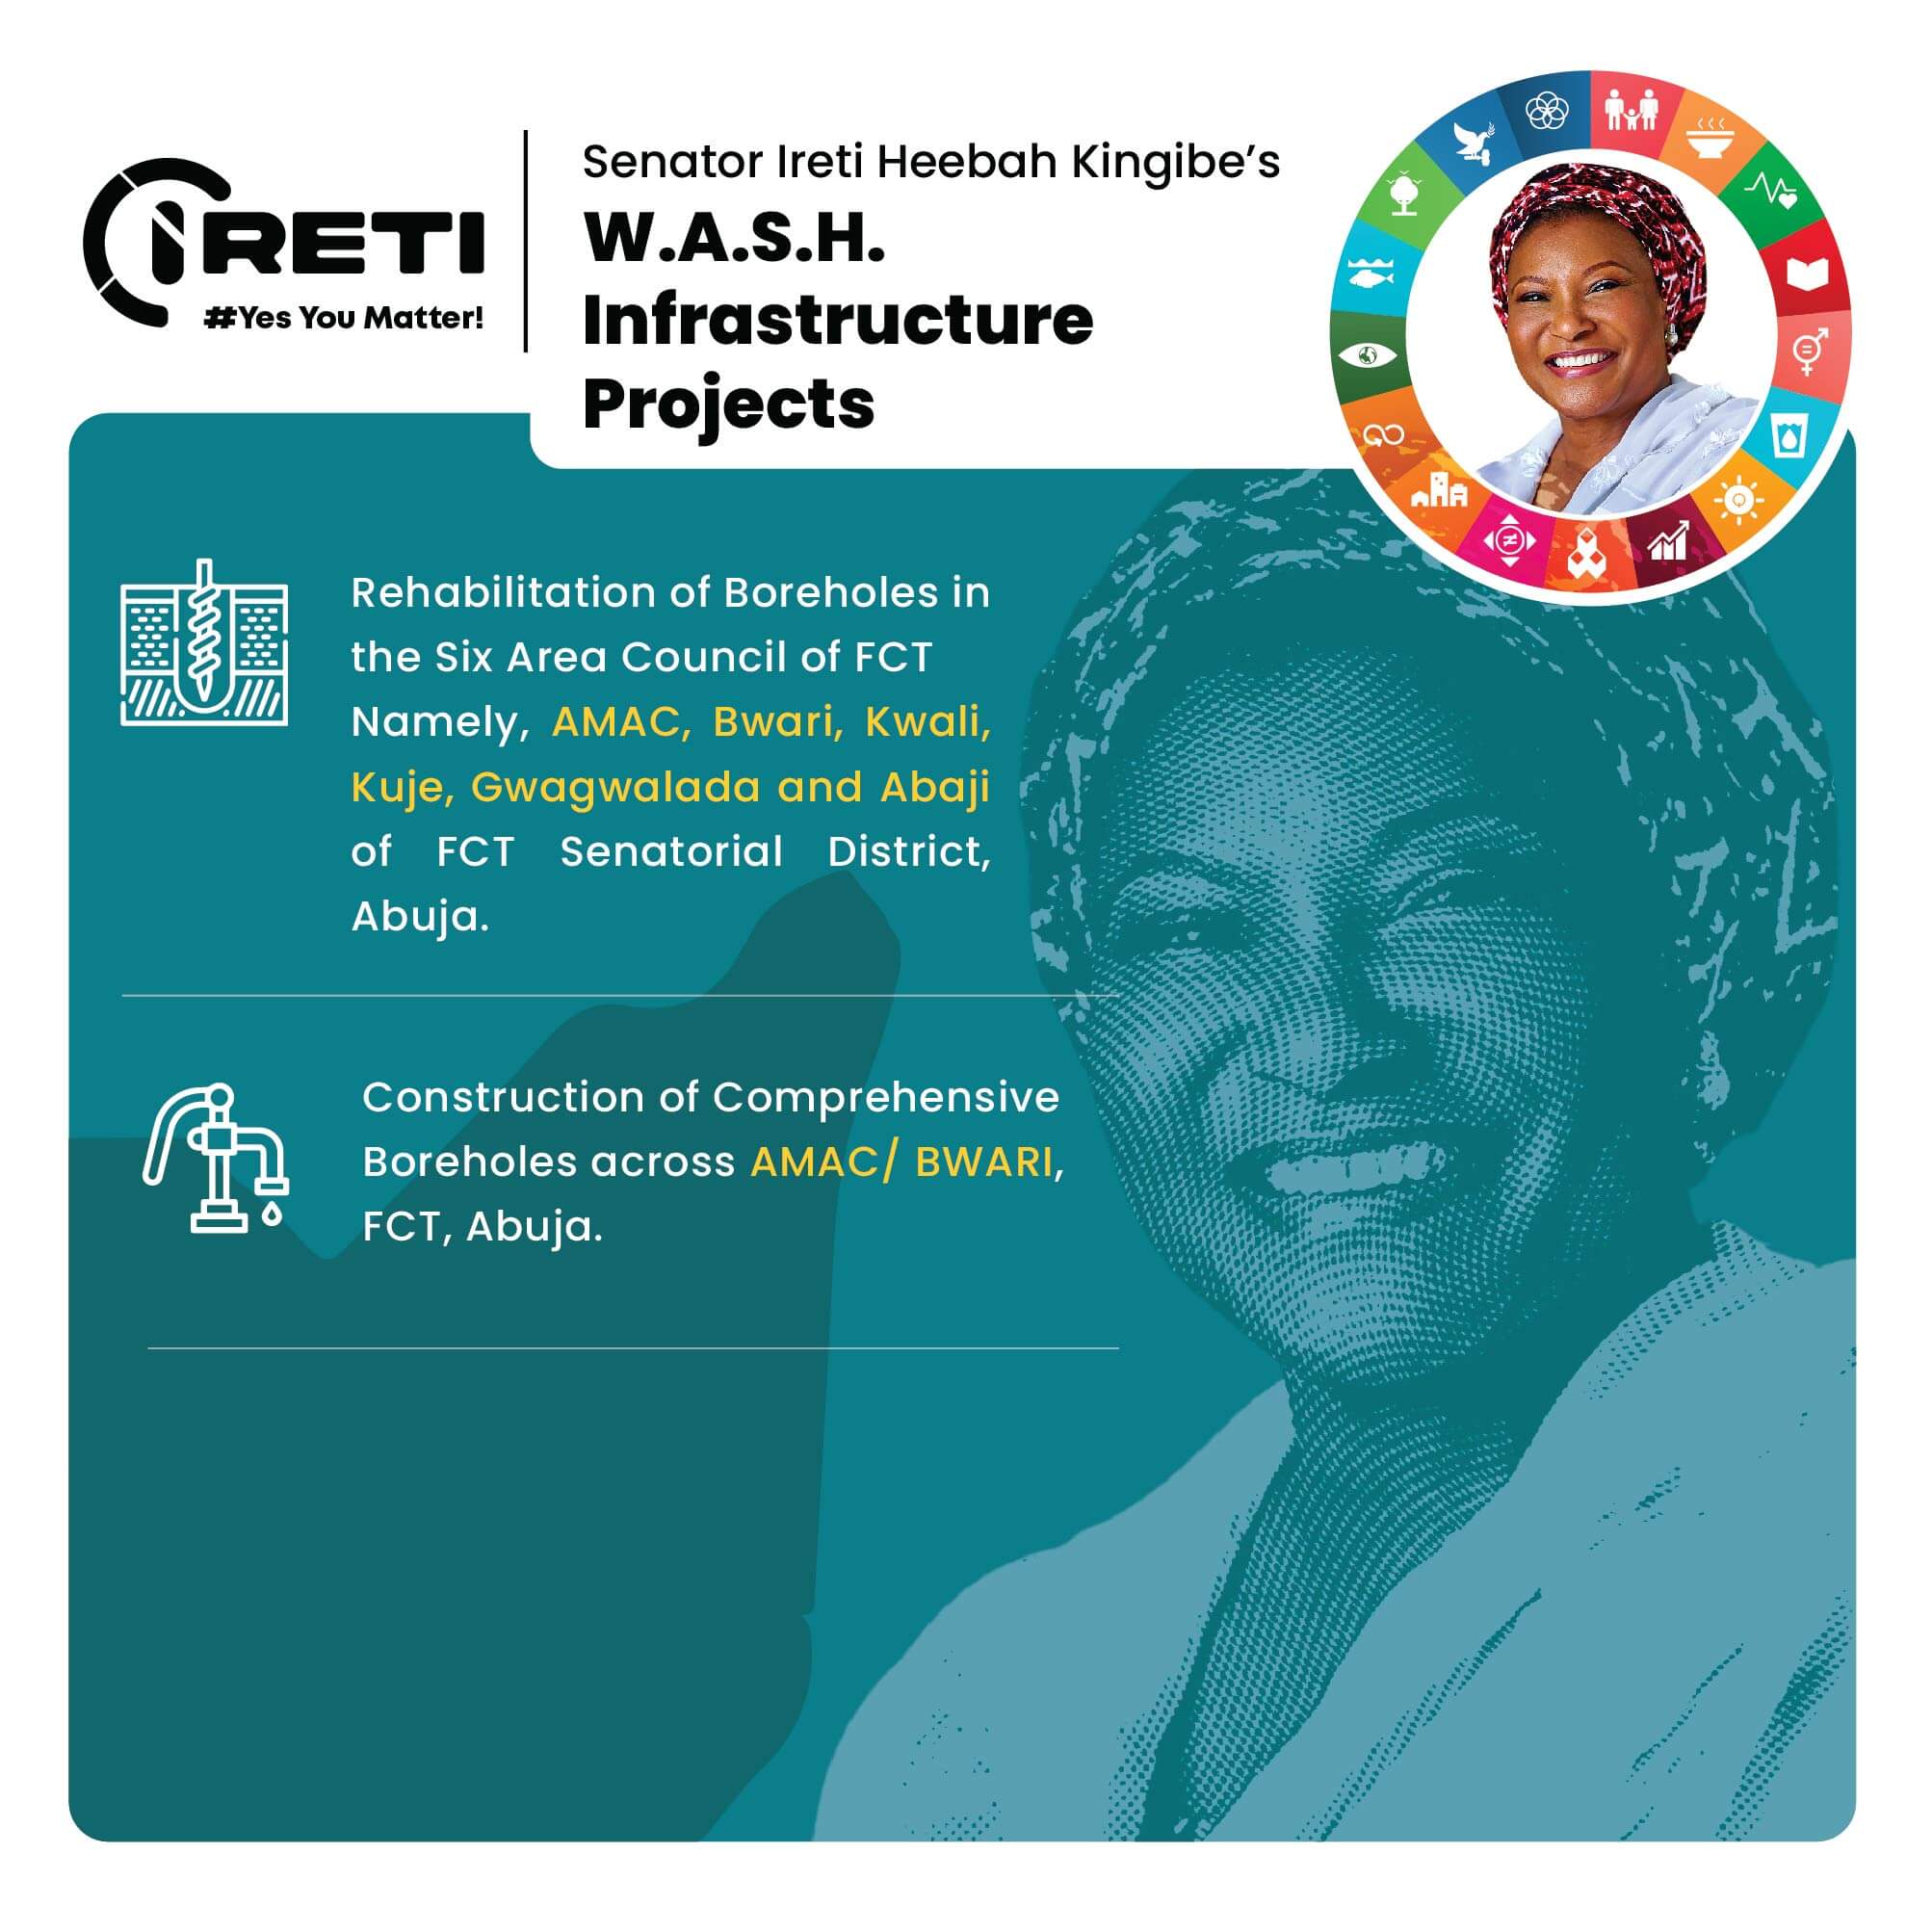 IRETI
#Yes You Matter!
Senator Ireti Heebah Kingibe’s
W.A.S.H.
Infrastructure
Projects
Rehabilitation of Boreholes in
the Six Area Council of FCT
Namely, AMAC, Bwari, Kwali,
Kuje, Gwagwalada and Abaji
of FCT Senatorial District,
Abuja.
Construction of Comprehensive
Boreholes across AMAC/ BWARI,
FCT, Abuja.